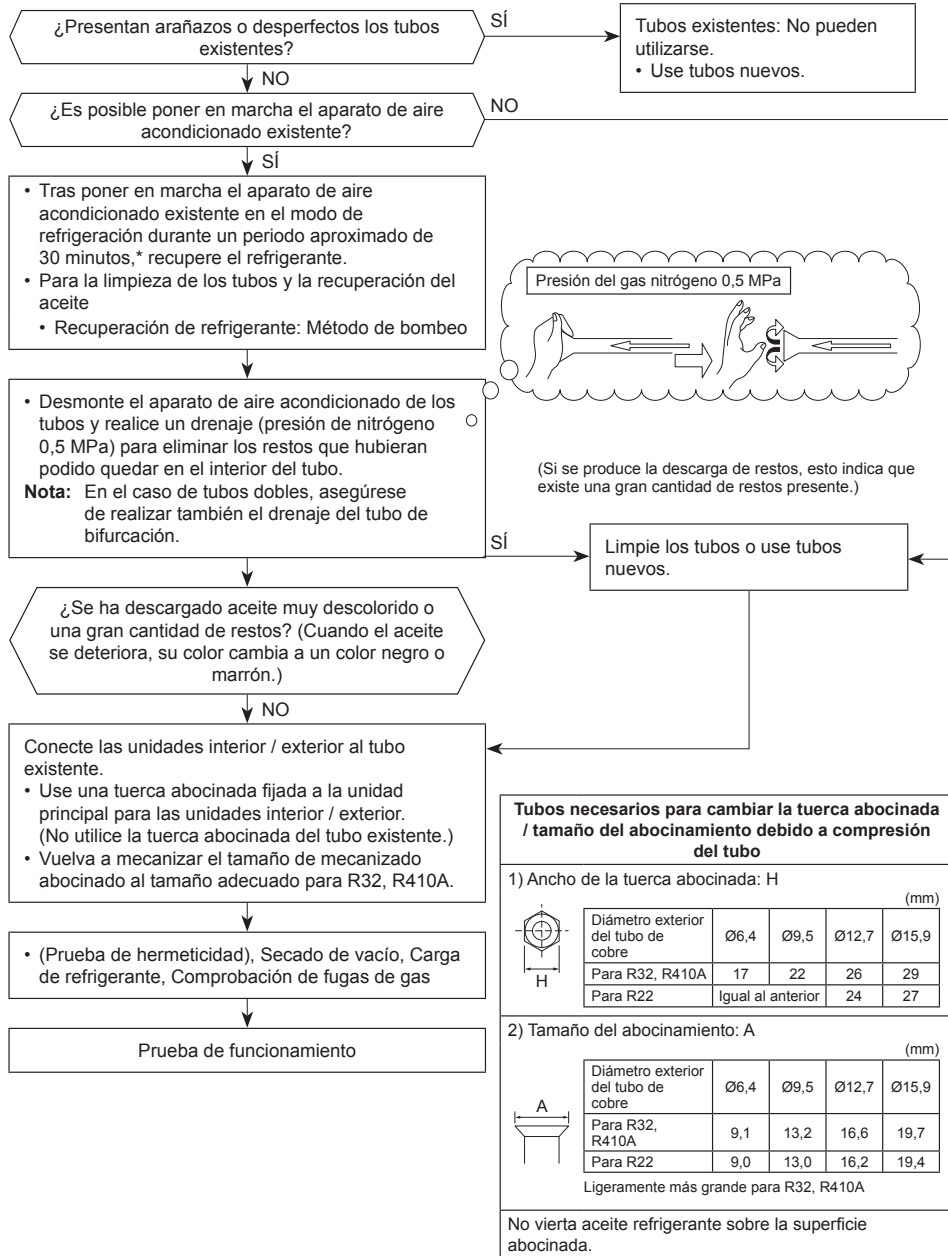 ¿Presentan arañazos o desperfectos los tubos
existentes?
SÍ
Tubos existentes: No pueden
utilizarse.
• Use tubos nuevos.
NO
¿Es posible poner en marcha el aparato de aire
acondicionado existente?
NO
SÍ
• Tras poner en marcha el aparato de aire
acondicionado existente en el modo de
refrigeración durante un periodo aproximado de
30 minutos,* recupere el refrigerante.
• Para la limpieza de los tubos y la recuperación del
aceite
• Recuperación de refrigerante: Método de bombeo
Presión del gas nitrógeno 0,5 MPa
• Desmonte el aparato de aire acondicionado de los
tubos y realice un drenaje (presión de nitrógeno
0,5 MPa) para eliminar los restos que hubieran
podido quedar en el interior del tubo.
Nota: En el caso de tubos dobles, asegúrese
de realizar también el drenaje del tubo de
bifurcación.
(Si se produce la descarga de restos, esto indica que
existe una gran cantidad de restos presente.)
SÍ
Limpie los tubos o use tubos
nuevos.
¿Se ha descargado aceite muy descolorido o
una gran cantidad de restos? (Cuando el aceite
se deteriora, su color cambia a un color negro o
marrón.)
NO
Conecte las unidades interior / exterior al tubo
existente.
• Use una tuerca abocinada fijada a la unidad
principal para las unidades interior / exterior.
(No utilice la tuerca abocinada del tubo existente.)
• Vuelva a mecanizar el tamaño de mecanizado
abocinado al tamaño adecuado para R32, R410A.
• (Prueba de hermeticidad), Secado de vacío, Carga
de refrigerante, Comprobación de fugas de gas
Prueba de funcionamiento
Tubos necesarios para cambiar la tuerca abocinada
/ tamaño del abocinamiento debido a compresión
del tubo
1) Ancho de la tuerca abocinada: H
(mm)
H
Diámetro exterior
del tubo de
cobre
Ø6,4 Ø9,5 Ø12,7 Ø15,9
Para R32, R410A 17 22 26 29
Para R22 Igual al anterior 24 27
2) Tamaño del abocinamiento: A
(mm)
A
Diámetro exterior
del tubo de
cobre
Ø6,4 Ø9,5 Ø12,7 Ø15,9
Para R32,
R410A
9,1 13,2 16,6 19,7
Para R22 9,0 13,0 16,2 19,4
Ligeramente más grande para R32, R410A
No vierta aceite refrigerante sobre la superficie
abocinada.